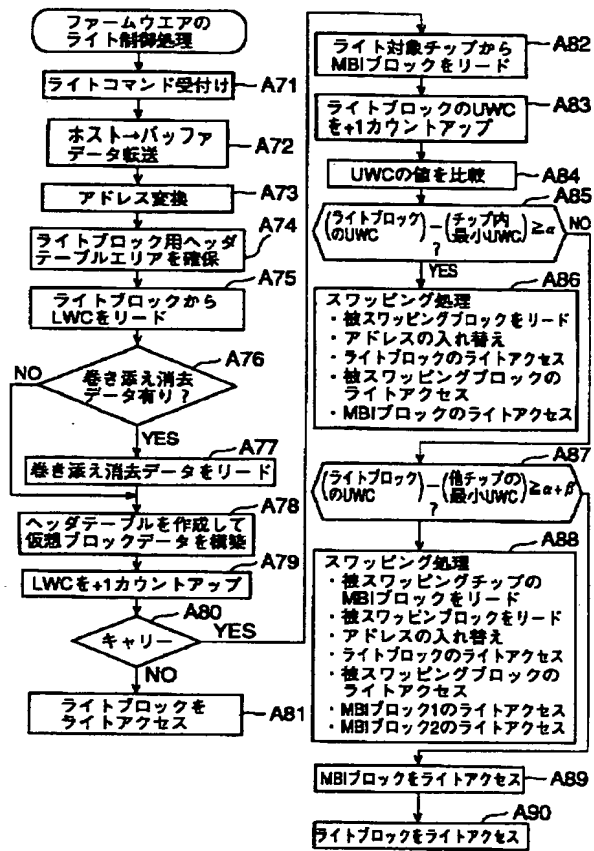 ファームウエアの
ライト制御処理
ライトコマンド受付け
A71
ホスト→バッファ
データ転送
A72
アドレス変換
A73
A74
ライトブロック用ヘッダ
テーブルエリアを確保
A75
ライトブロックから
LWCをリード
A76
巻き添え消去
データ有り？
NO
YES
A77
巻き添え消去データをリード
A78
ヘッダテーブルを作成して
仮想ブロックデータを構築
A79
LWCを+1カウントアップ
A80
キャリー
YES
NO
ライトブロックを
ライトアクセス
A81
ライト対象チップから
MBIブロックをリード
A82
ライトブロックのUWC
を+1カウントアップ
A83
UWCの値を比較
A84
A85
(ライトブロック
のUWC)－(チップ内
最小UWC)≧α
？
NO
YES
A86
スワッピング処理
・被スワッピングブロックをリード
・アドレスの入れ替え
・ライトブロックのライトアクセス
・被スワッピングブロックの
ライトアクセス
・MBIブロックのライトアクセス
A87
(ライトブロック
のUWC)－(他チップの
最小UWC)≧α+β
？
A88
スワッピング処理
・被スワッピングチップの
MBIブロックをリード
・被スワッピンブロックをリード
・アドレスの入れ替え
・ライトブロックのライトアクセス
・被スワッピングブロックの
ライトアクセス
・MBIブロック1のライトアクセス
・MBIブロック2のライトアクセス
MBIブロックをライトアクセス
A89
A90
ライトブロックをライトアクセス